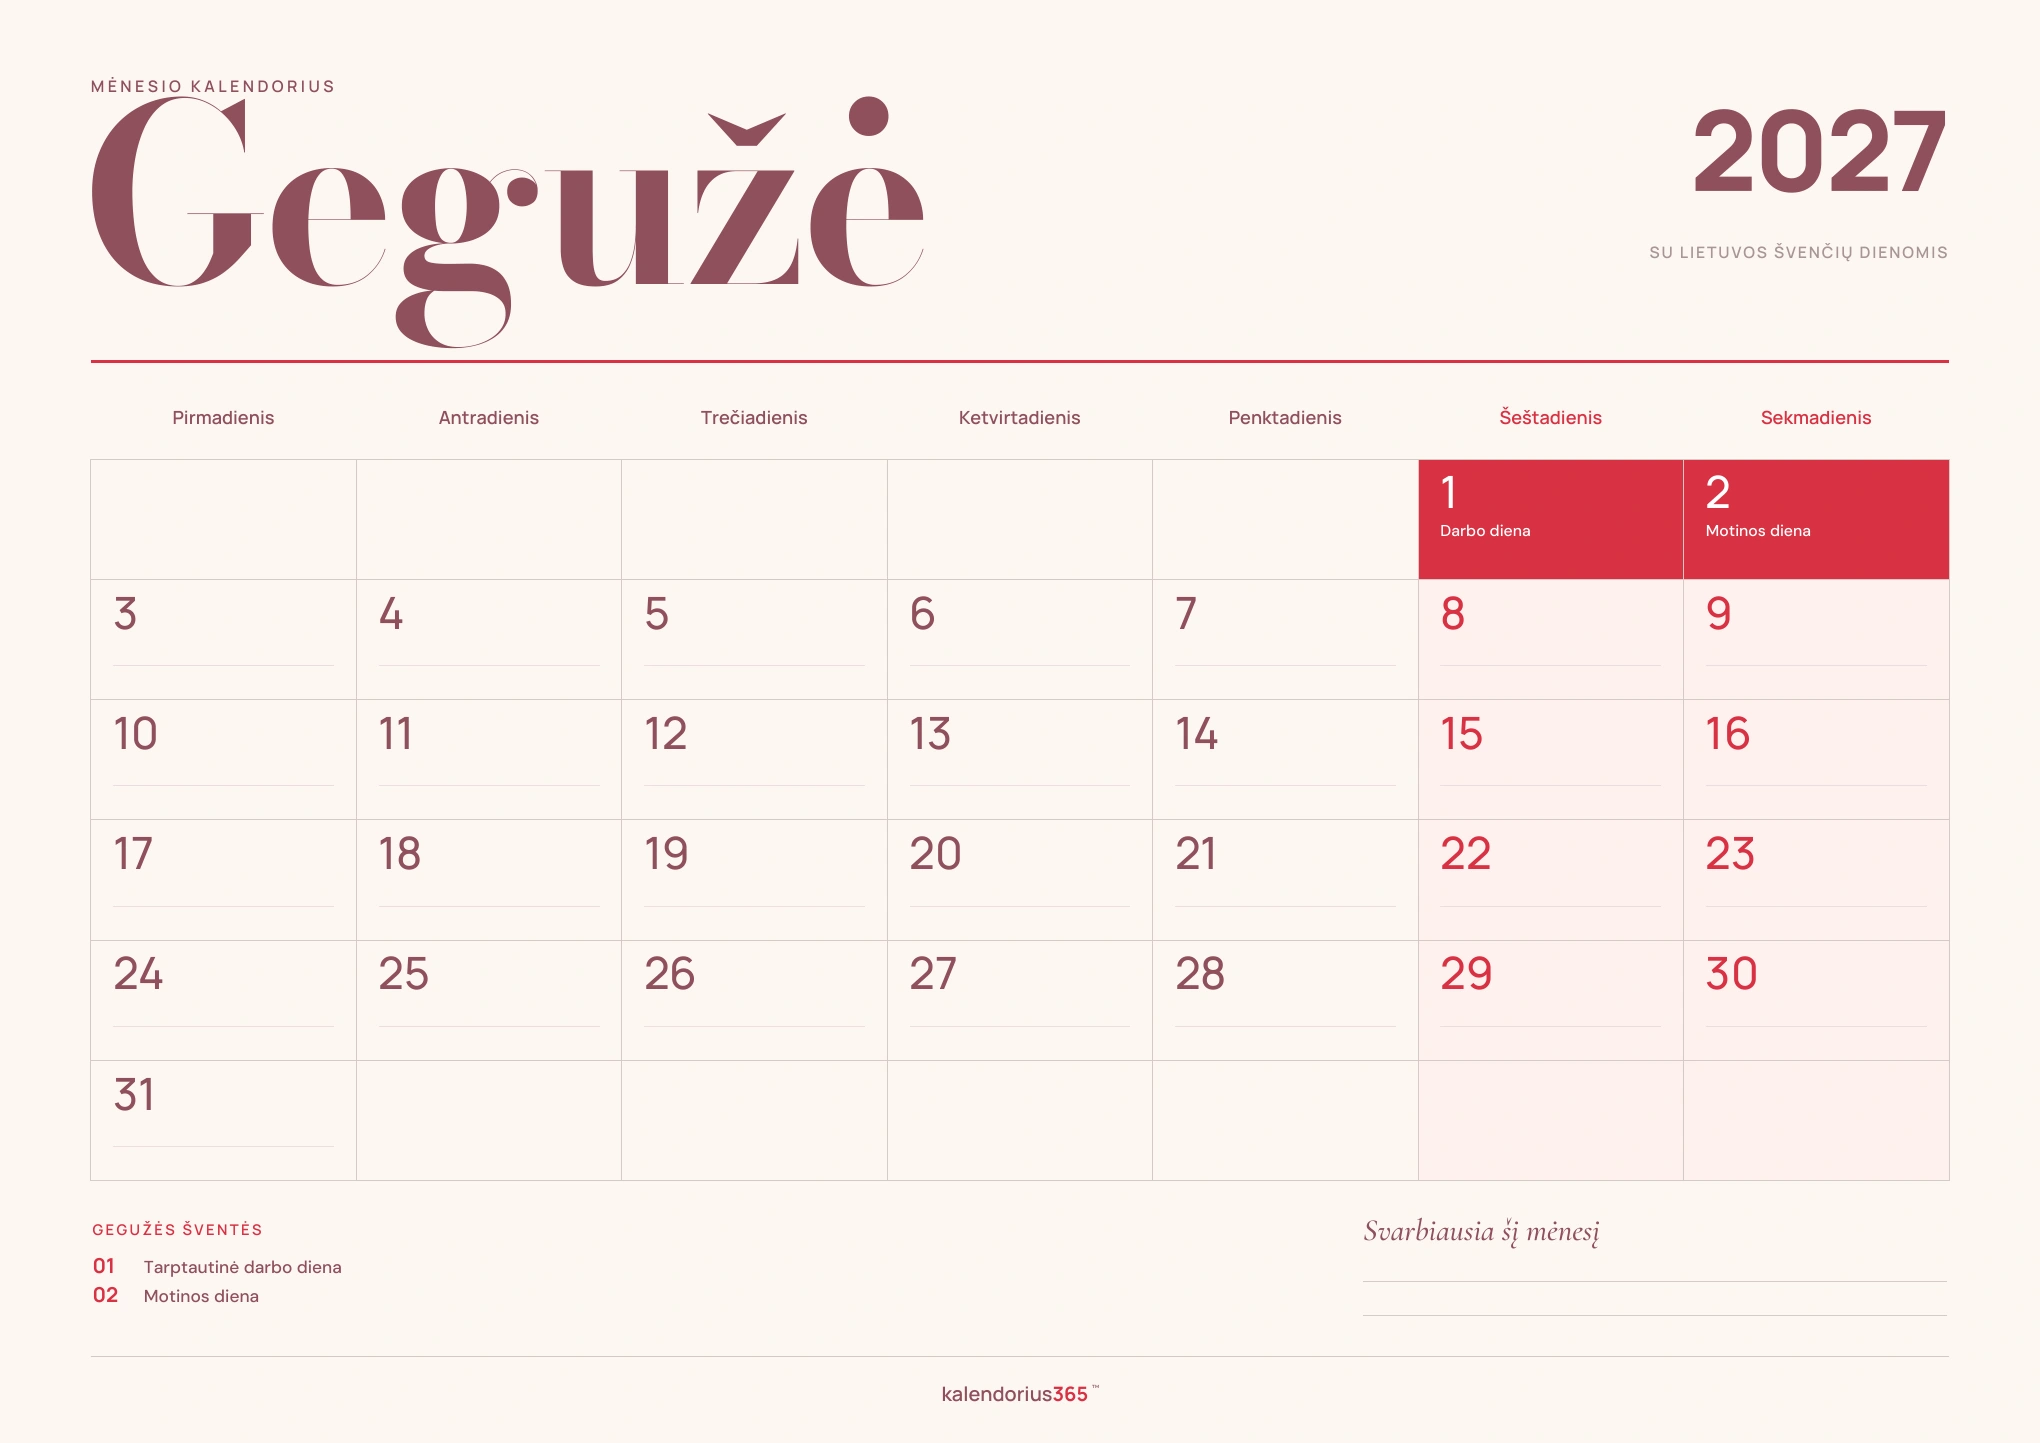 MĖNESIO KALENDORIUS
Gegužė
2027
SU LIETUVOS ŠVENČIŲ DIENOMIS
Pirmadienis Antradienis Trečiadienis Ketvirtadienis Penktadienis Šeštadienis Sekmadienis
1 2
Darbo diena Motinos diena
3 4 5 6 7 8 9
10 11 12 13 14 15 16
17 18 19 20 21 22 23
24 25 26 27 28 29 30
31
GEGUŽĖS ŠVENTĖS
01 Tarptautinė darbo diena
02 Motinos diena
Svarbiausia šį mėnesį
kalendorius365™